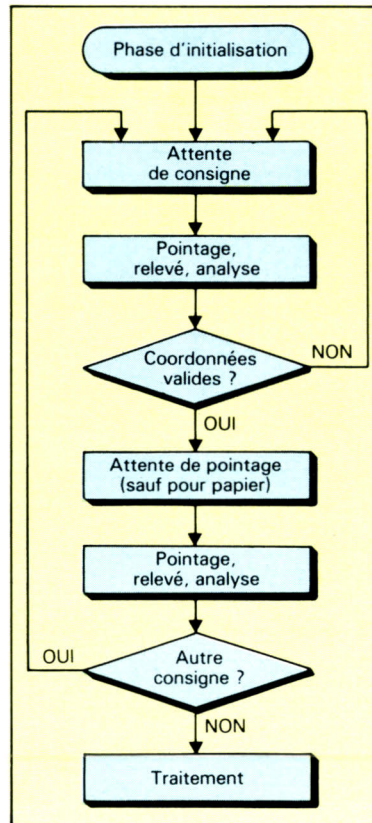 Phase d'initialisation
Attente
de consigne
Pointage,
relevé, analyse
Coordonnées
valides ?
NON
OUI
Attente de pointage
(sauf pour papier)
Pointage,
relevé, analyse
OUI
Autre
consigne ?
NON
Traitement